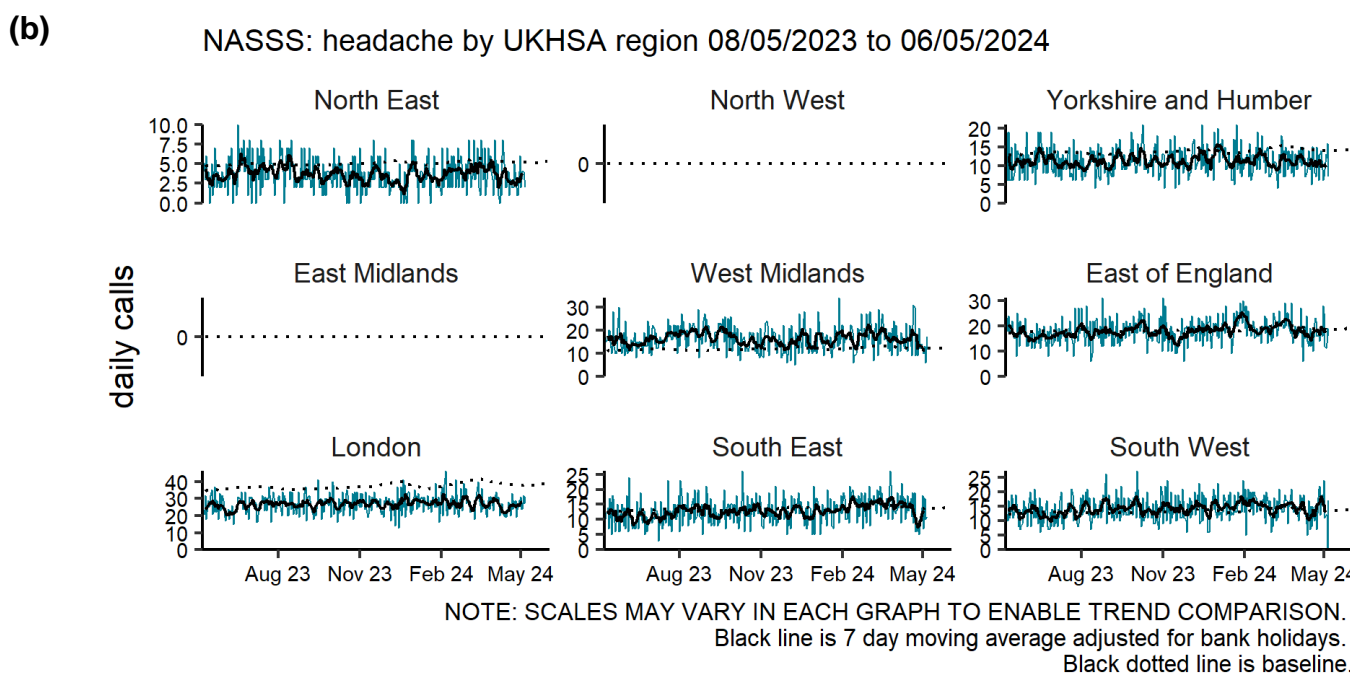 (b)
NASSS: headache by UKHSA region 08/05/2023 to 06/05/2024
North East
North West
Yorkshire and Humber
10.0
7.5
5.0
2.5
0.0
0
20
15
10
5
0
East Midlands
West Midlands
East of England
daily calls
0
30
20
10
0
30
20
10
0
London
South East
South West
40
30
20
10
0
25
20
15
10
5
0
25
20
15
10
5
0
Aug 23 Nov 23 Feb 24 May 24
Aug 23 Nov 23 Feb 24 May 24
Aug 23 Nov 23 Feb 24 May 24
NOTE: SCALES MAY VARY IN EACH GRAPH TO ENABLE TREND COMPARISON.
Black line is 7 day moving average adjusted for bank holidays.
Black dotted line is baseline.